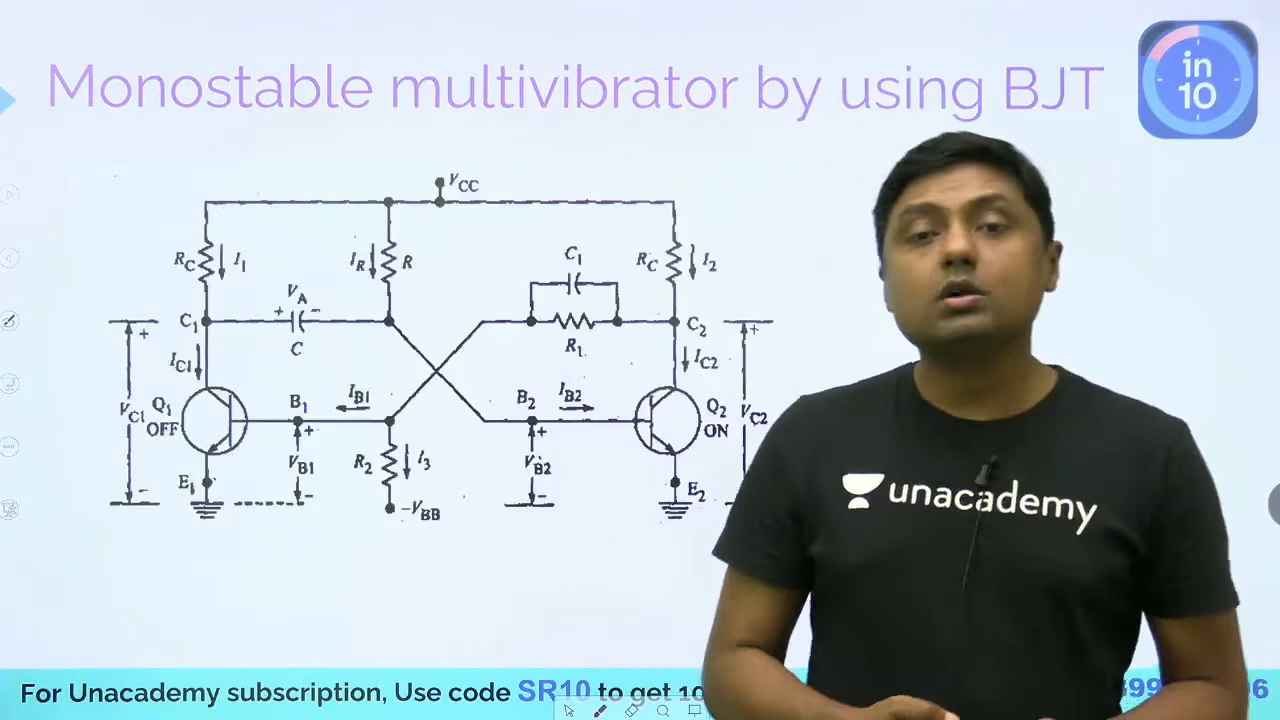 Monostable multivibrator by using BJT
in
10
VCC
RC I1
IR R
C1
RC I2
VA
+ -
C1
C
R1
C2
+
+
IC1
IC2
VC1
Q1
OFF
B1
IB1
B2
IB2
Q2
ON
VC2
+
+
VB1
R2
I3
VB2
E1
E2
-
-
-
-VBB
unacademy
For Unacademy subscription, Use code SR10 to get 10